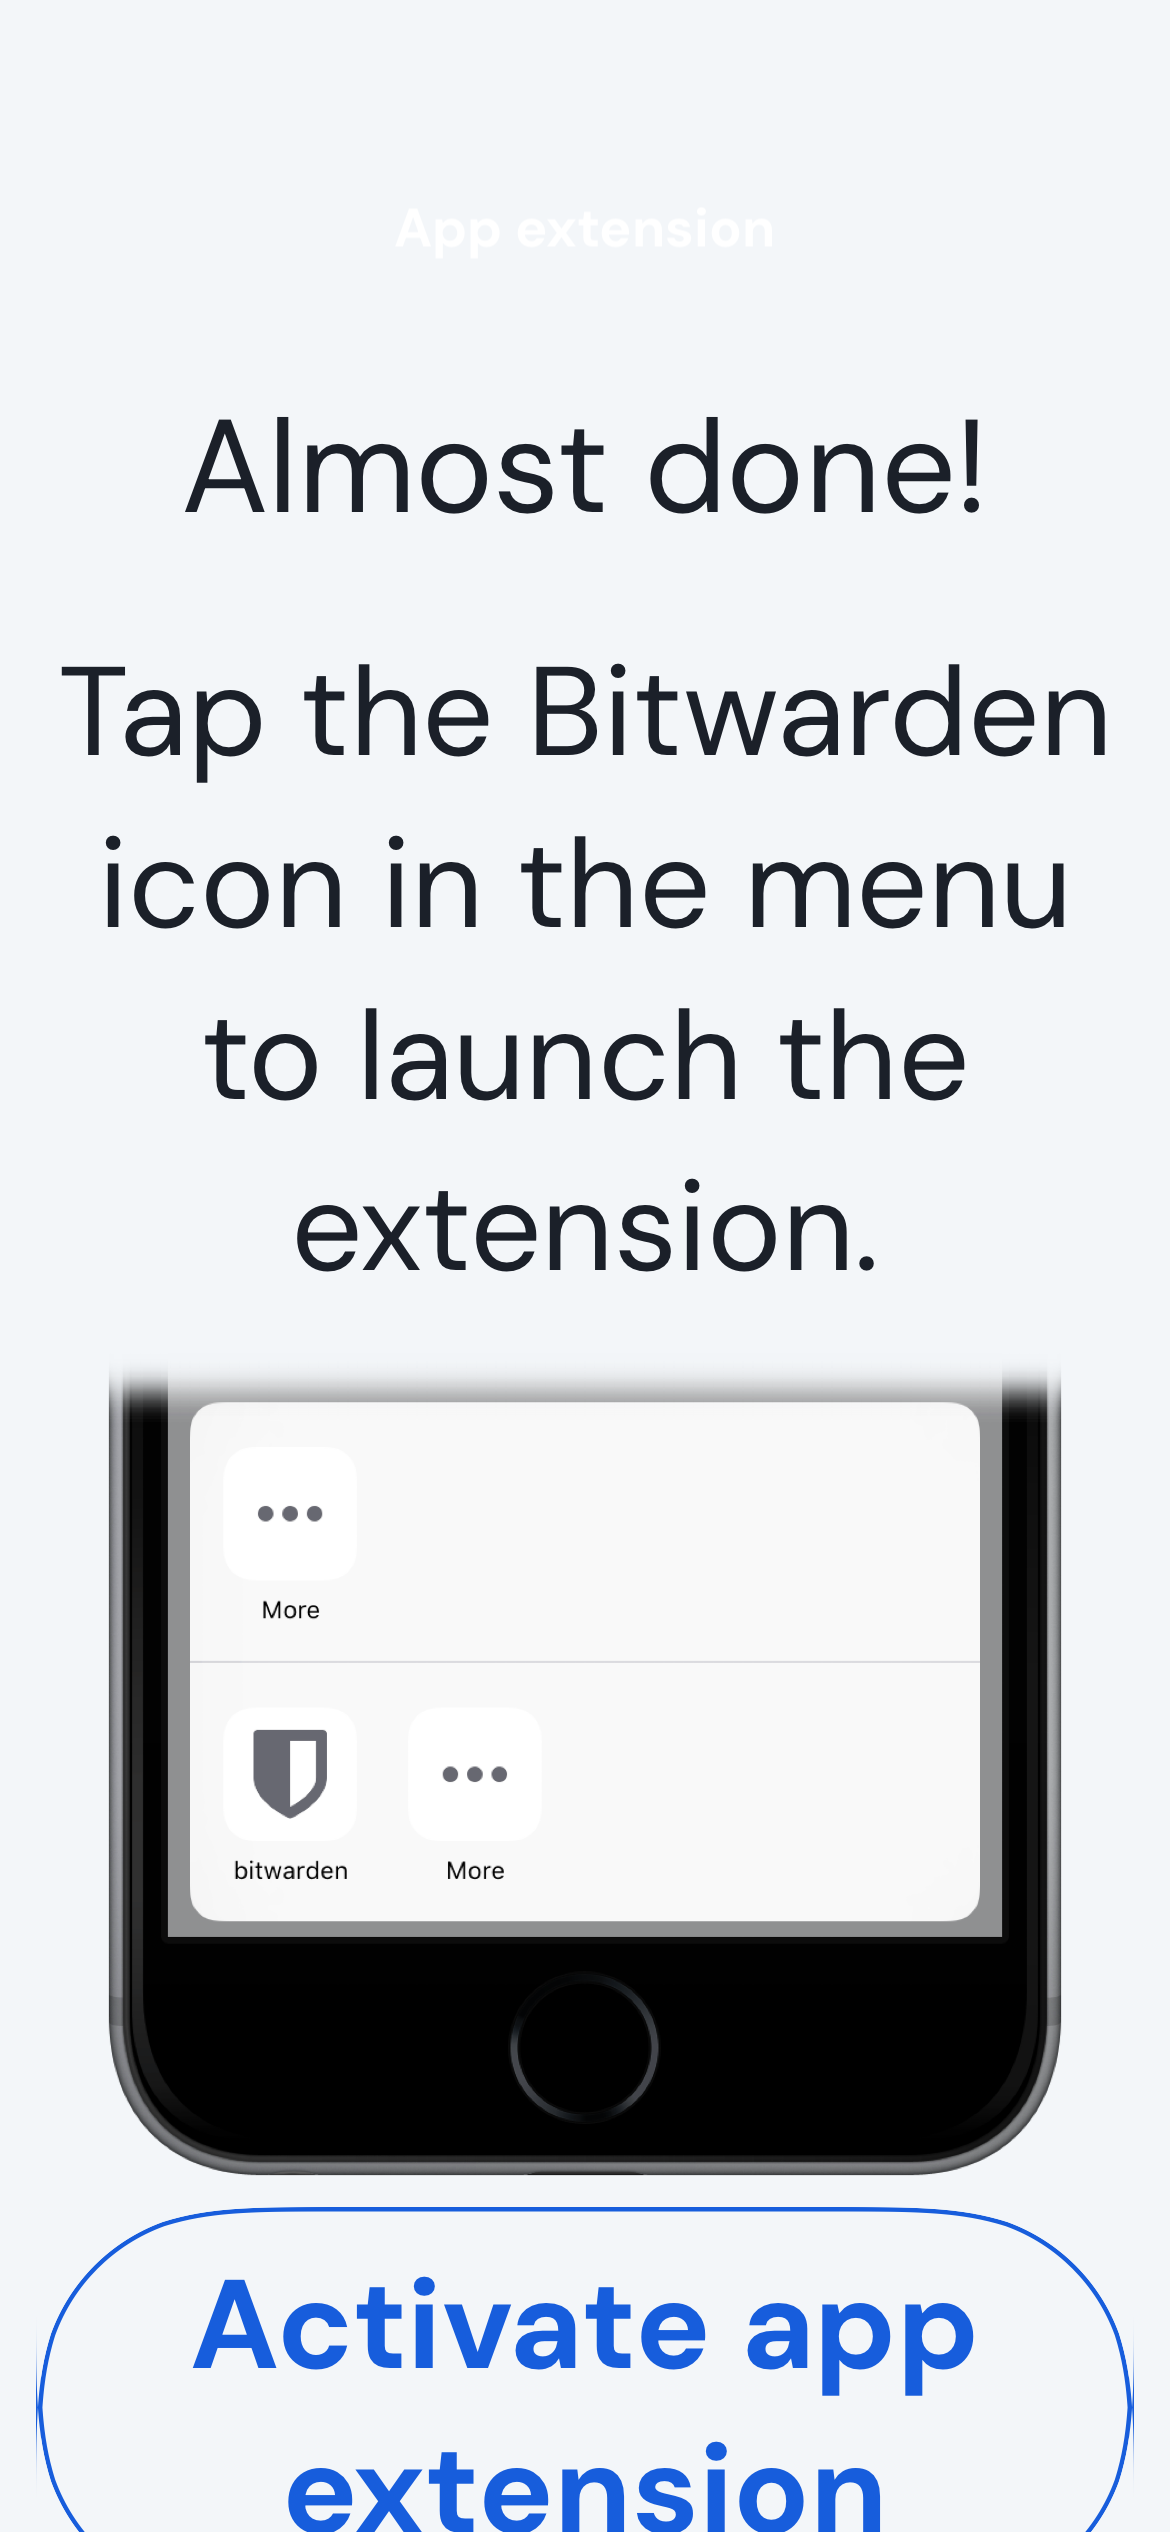 App extension
Almost done!
Tap the Bitwarden
icon in the menu
to launch the
extension.
More
bitwarden More
Activate app
extension